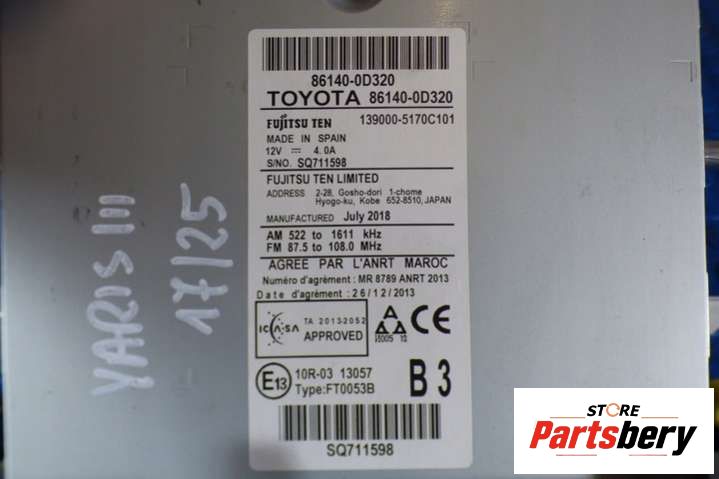 86140-0D320
TOYOTA 86140-0D320
FUJITSU TEN 139000-5170C101
MADE IN SPAIN
12V ⎓ 4.0A
S/NO. SQ711598
FUJITSU TEN LIMITED
ADDRESS 2-28, Gosho-dori 1-chome
Hyogo-ku, Kobe 652-8510, JAPAN
MANUFACTURED July 2018
AM 522 to 1611 kHz
FM 87.5 to 108.0 MHz
AGREE PAR L'ANRT MAROC
Numéro d'agrément : MR 8789 ANRT 2013
Date d'agrément : 26/12/2013
ICASA
TA 2013-2052
APPROVED
CE
E13
10R-03 13057
Type:FT0053B
B3
SQ711598
YARIS III
17/25
STORE
Partsbery